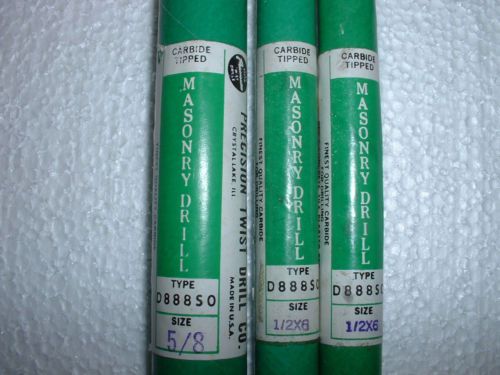 CARBIDE
TIPPED
MASONRY DRILL
TYPE
D888SO
SIZE
5/8
PRECISION TWIST DRILL CO.
CRYSTAL LAKE, ILL
MADE IN U.S.A.
CARBIDE
TIPPED
MASONRY DRILL
TYPE
D888SO
SIZE
1/2X6
FINEST QUALITY CARBIDE
CARBIDE
TIPPED
MASONRY DRILL
TYPE
D888SO
SIZE
1/2X6
FINEST QUALITY CARBIDE